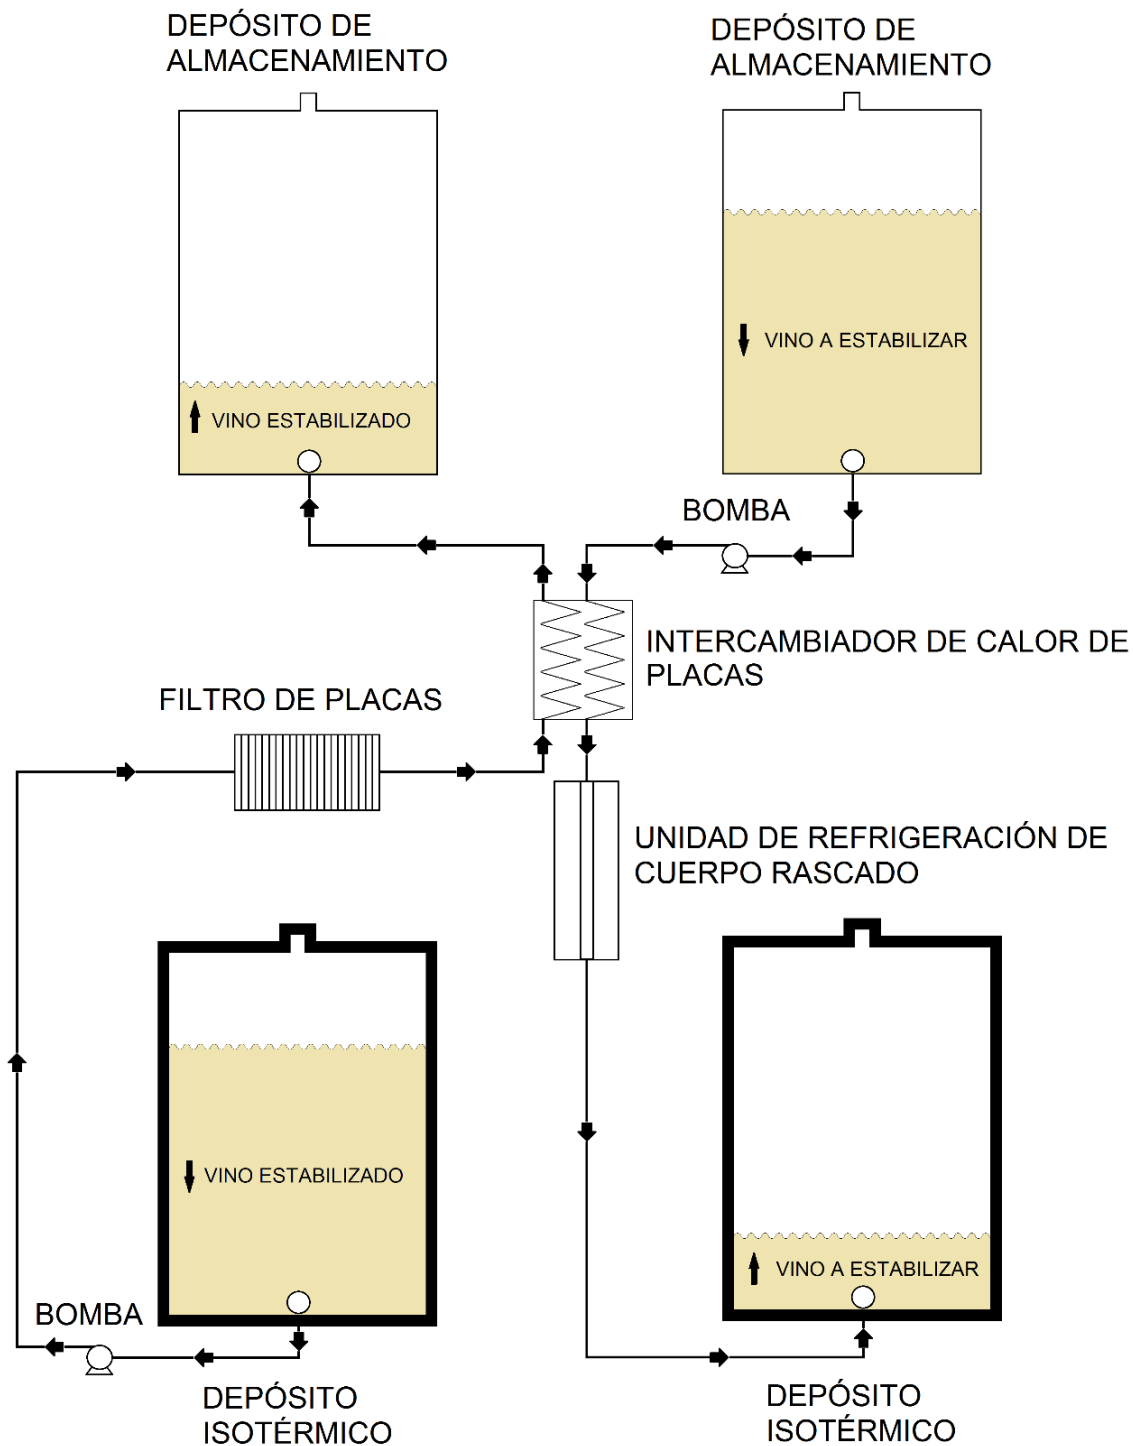 DEPÓSITO DE
ALMACENAMIENTO
DEPÓSITO DE
ALMACENAMIENTO
VINO A ESTABILIZAR
VINO ESTABILIZADO
BOMBA
INTERCAMBIADOR DE CALOR DE
PLACAS
FILTRO DE PLACAS
UNIDAD DE REFRIGERACIÓN DE
CUERPO RASCADO
VINO ESTABILIZADO
VINO A ESTABILIZAR
BOMBA
DEPÓSITO
ISOTÉRMICO
DEPÓSITO
ISOTÉRMICO